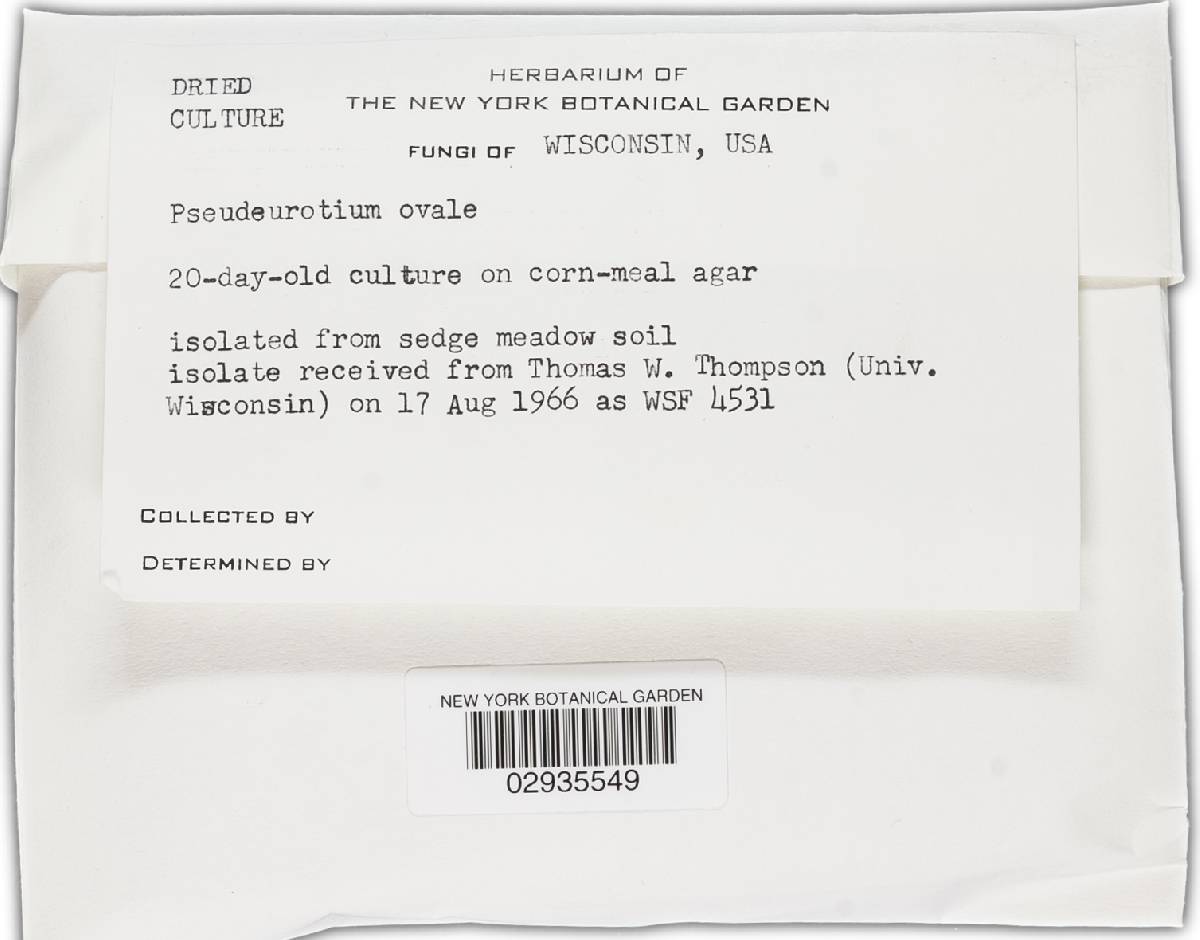 DRIED
CULTURE
HERBARIUM OF
THE NEW YORK BOTANICAL GARDEN
FUNGI OF WISCONSIN, USA
Pseudeurotium ovale
20-day-old culture on corn-meal agar
isolated from sedge meadow soil
isolate received from Thomas W. Thompson (Univ.
Wisconsin) on 17 Aug 1966 as WSF 4531
COLLECTED BY
DETERMINED BY
NEW YORK BOTANICAL GARDEN
02935549